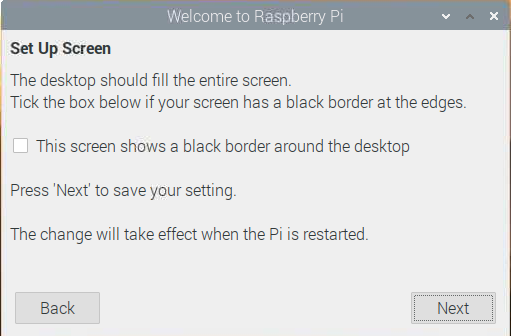 Welcome to Raspberry Pi
Set Up Screen
The desktop should fill the entire screen.
Tick the box below if your screen has a black border at the edges.
This screen shows a black border around the desktop
Press 'Next' to save your setting.
The change will take effect when the Pi is restarted.
Back
Next